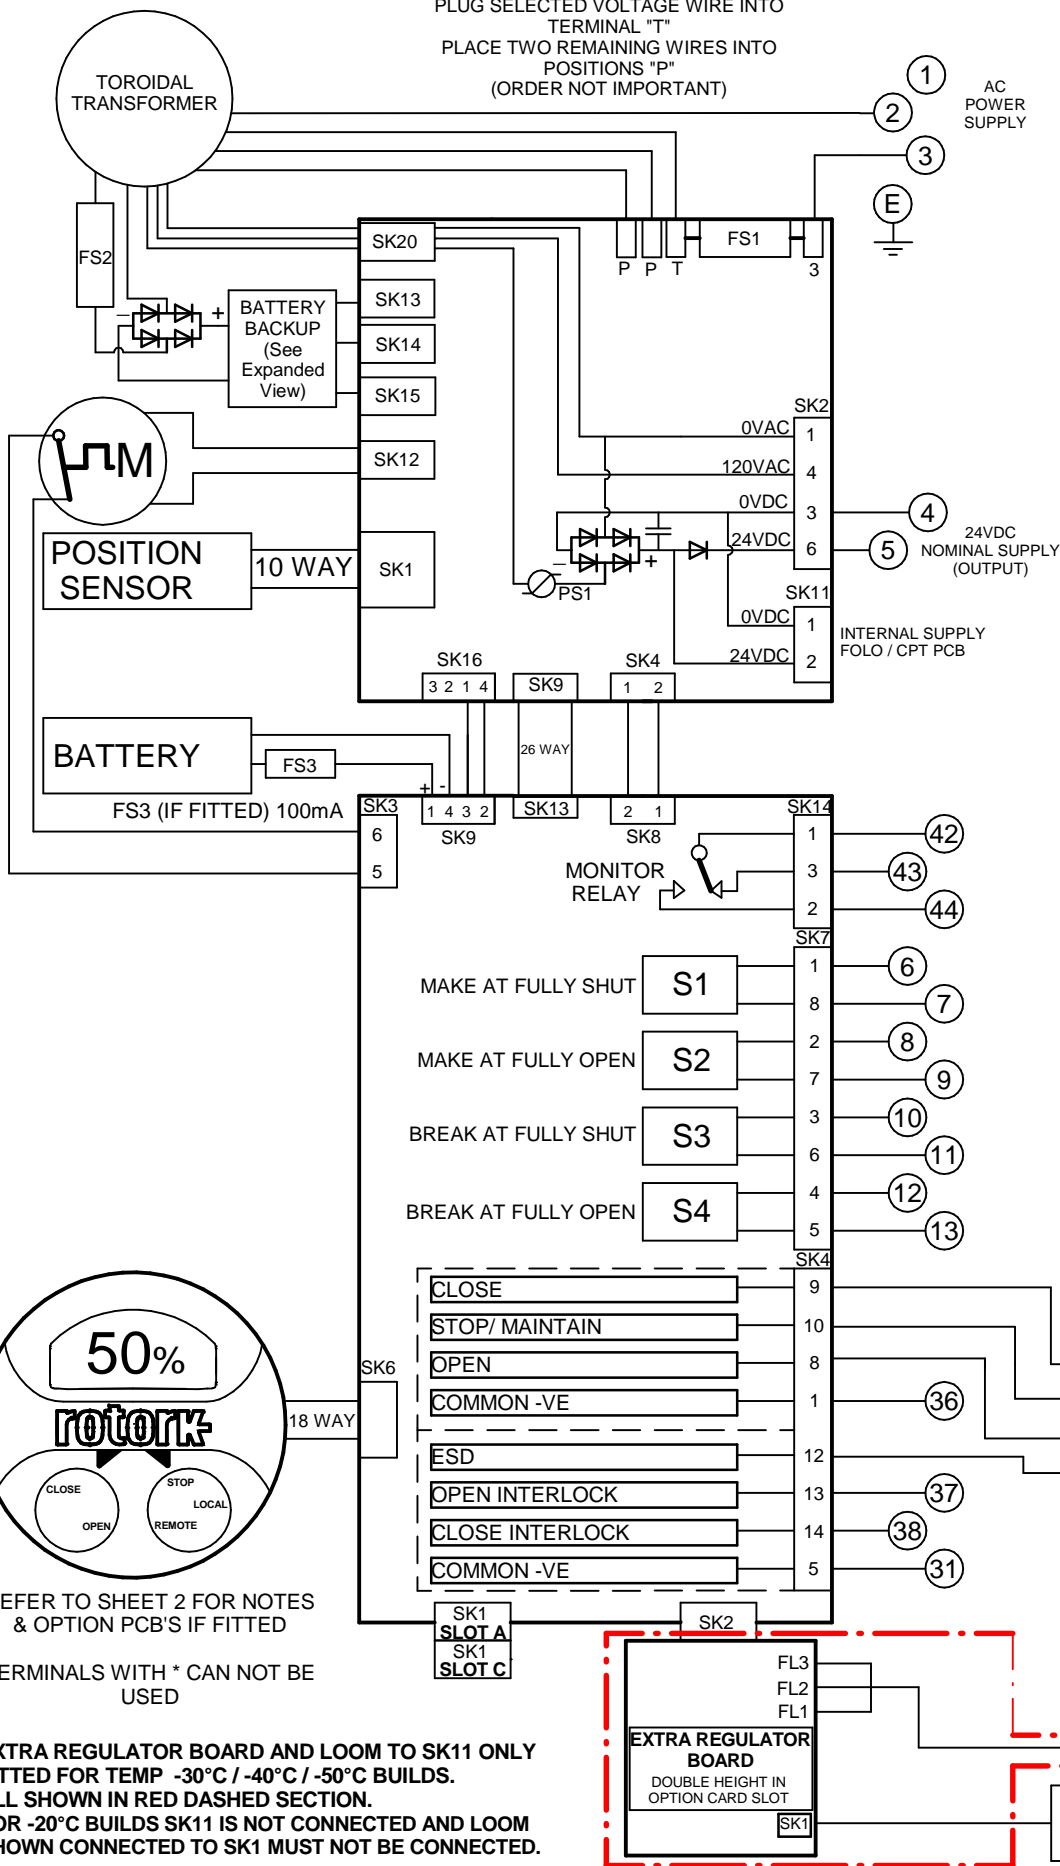 PLUG SELECTED VOLTAGE WIRE INTO
TERMINAL "T"
PLACE TWO REMAINING WIRES INTO
POSITIONS "P"
(ORDER NOT IMPORTANT)
TOROIDAL
TRANSFORMER
1
2
3
E
AC
POWER
SUPPLY
FS2
SK20
P P T
FS1
3
SK13
SK14
SK15
BATTERY
BACKUP
(See
Expanded
View)
– +
M
SK12
SK2
0VAC 1
120VAC 4
0VDC 3
24VDC 6
4
5
24VDC
NOMINAL SUPPLY
(OUTPUT)
POSITION
SENSOR
10 WAY
SK1
– +
PS1
SK11
0VDC 1
24VDC 2
INTERNAL SUPPLY
FOLO / CPT PCB
SK16
3 2 1 4
SK9
SK4
1 2
BATTERY
FS3
26 WAY
+ -
FS3 (IF FITTED) 100mA
SK3
6
5
1 4 3 2
SK9
SK13
2 1
SK8
SK14
1 42
3 43
2 44
MONITOR
RELAY
SK7
MAKE AT FULLY SHUT S1 1 6
8 7
MAKE AT FULLY OPEN S2 2 8
7 9
BREAK AT FULLY SHUT S3 3 10
6 11
BREAK AT FULLY OPEN S4 4 12
5 13
SK4
CLOSE 9
STOP/ MAINTAIN 10
OPEN 8
COMMON -VE 1 36
ESD 12
OPEN INTERLOCK 13 37
CLOSE INTERLOCK 14 38
COMMON -VE 5 31
50%
rotork
CLOSE
OPEN
STOP
LOCAL
REMOTE
18 WAY
SK6
EFER TO SHEET 2 FOR NOTES
& OPTION PCB'S IF FITTED
ERMINALS WITH * CAN NOT BE
USED
SK1
SLOT A
SK1
SLOT C
SK2
FL3
FL2
FL1
EXTRA REGULATOR
BOARD
DOUBLE HEIGHT IN
OPTION CARD SLOT
SK1
XTRA REGULATOR BOARD AND LOOM TO SK11 ONLY
TTED FOR TEMP -30°C / -40°C / -50°C BUILDS.
LL SHOWN IN RED DASHED SECTION.
OR -20°C BUILDS SK11 IS NOT CONNECTED AND LOOM
HOWN CONNECTED TO SK1 MUST NOT BE CONNECTED.